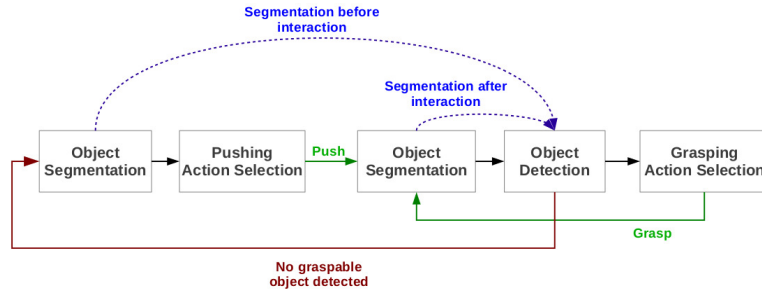 Segmentation before
interaction
Segmentation after
interaction
Object
Segmentation
Pushing
Action Selection
Push
Object
Segmentation
Object
Detection
Grasping
Action Selection
Grasp
No graspable
object detected